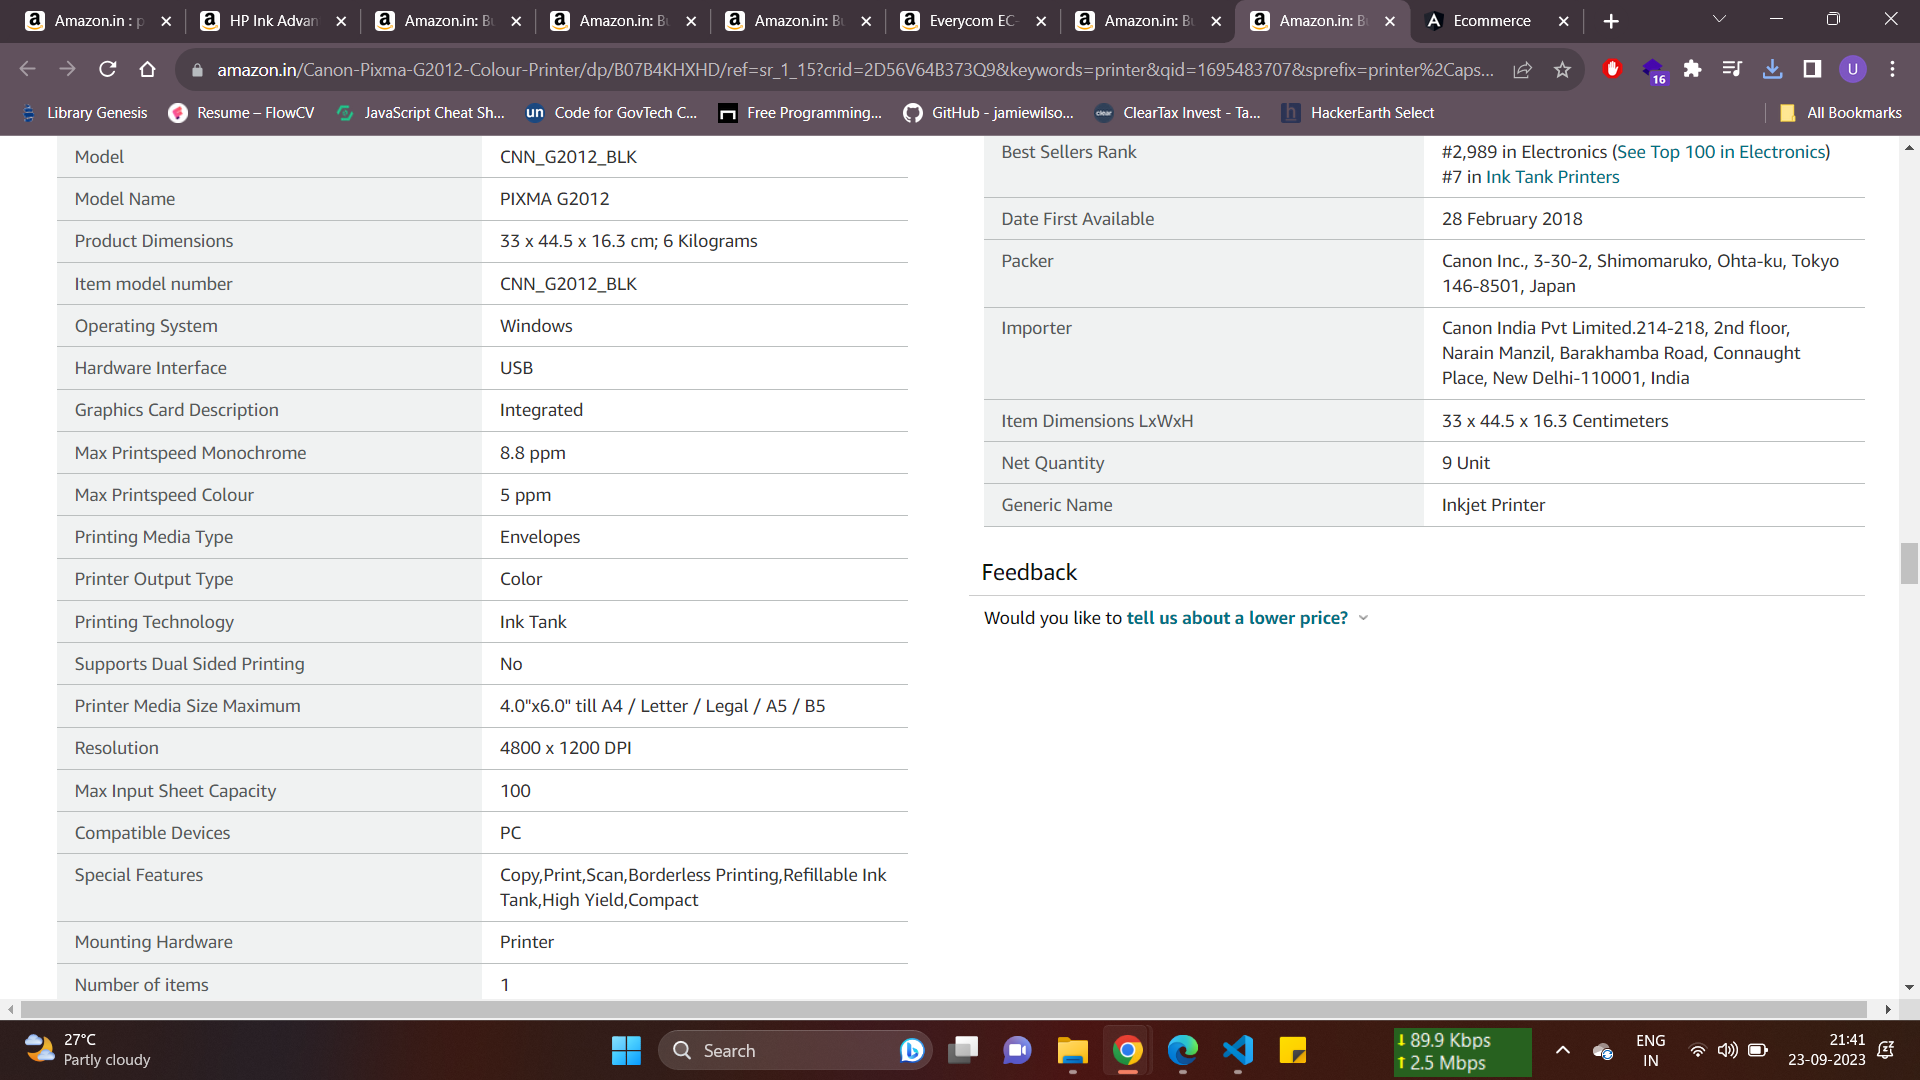 Amazon.in : p
HP Ink Advan
Amazon.in: Bu
Amazon.in: Bu
Amazon.in: Bu
Everycom EC-
Amazon.in: Bu
Amazon.in: Bu
Ecommerce
amazon.in/Canon-Pixma-G2012-Colour-Printer/dp/B07B4KHXHD/ref=sr_1_15?crid=2D56V64B373Q9&keywords=printer&qid=1695483707&sprefix=printer%2Caps...
16
U
Library Genesis
Resume – FlowCV
JavaScript Cheat Sh...
un
Code for GovTech C...
Free Programming...
GitHub - jamiewilso...
clear
ClearTax Invest - Ta...
h
HackerEarth Select
All Bookmarks
Model CNN_G2012_BLK
Model Name PIXMA G2012
Product Dimensions 33 x 44.5 x 16.3 cm; 6 Kilograms
Item model number CNN_G2012_BLK
Operating System Windows
Hardware Interface USB
Graphics Card Description Integrated
Max Printspeed Monochrome 8.8 ppm
Max Printspeed Colour 5 ppm
Printing Media Type Envelopes
Printer Output Type Color
Printing Technology Ink Tank
Supports Dual Sided Printing No
Printer Media Size Maximum 4.0"x6.0" till A4 / Letter / Legal / A5 / B5
Resolution 4800 x 1200 DPI
Max Input Sheet Capacity 100
Compatible Devices PC
Special Features Copy,Print,Scan,Borderless Printing,Refillable Ink
Tank,High Yield,Compact
Mounting Hardware Printer
Number of items 1
Best Sellers Rank #2,989 in Electronics (See Top 100 in Electronics)
#7 in Ink Tank Printers
Date First Available 28 February 2018
Packer Canon Inc., 3-30-2, Shimomaruko, Ohta-ku, Tokyo
146-8501, Japan
Importer Canon India Pvt Limited.214-218, 2nd floor,
Narain Manzil, Barakhamba Road, Connaught
Place, New Delhi-110001, India
Item Dimensions LxWxH 33 x 44.5 x 16.3 Centimeters
Net Quantity 9 Unit
Generic Name Inkjet Printer
Feedback
Would you like to tell us about a lower price?
27°C
Partly cloudy
Search
89.9 Kbps
2.5 Mbps
ENG
IN
21:41
23-09-2023